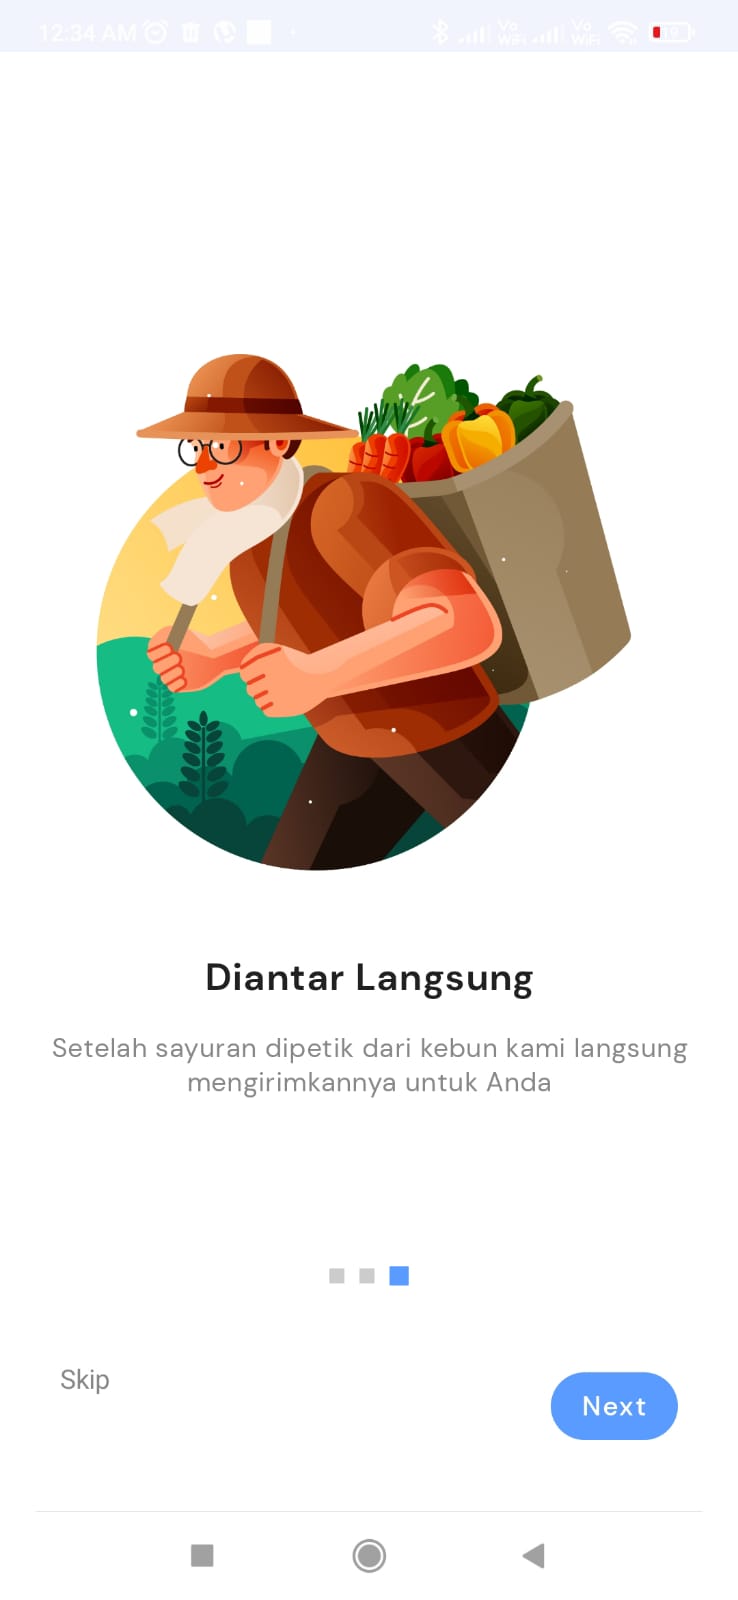 12:34 AM
Vo
WiFi
Vo
WiFi
19
Diantar Langsung
Setelah sayuran dipetik dari kebun kami langsung
mengirimkannya untuk Anda
Skip
Next